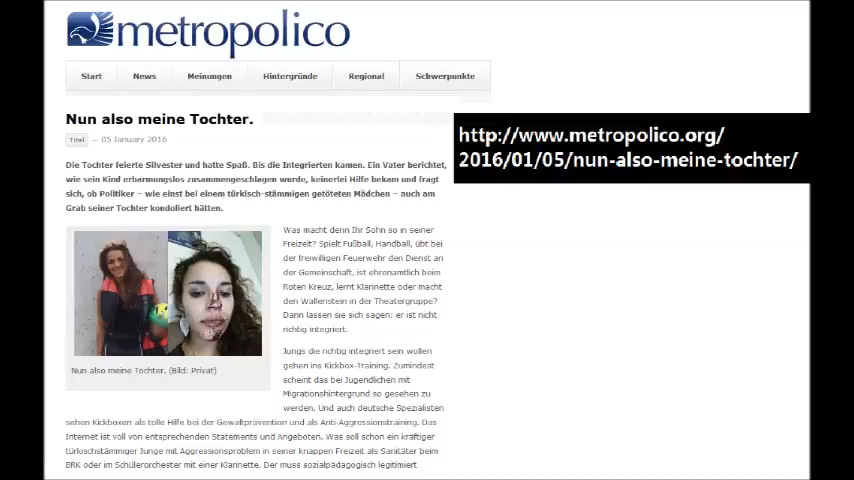 metropolico
Start
News
Meinungen
Hintergründe
Regional
Schwerpunkte
Nun also meine Tochter.
Titel — 05 January 2016
http://www.metropolico.org/
2016/01/05/nun-also-meine-tochter/
Die Tochter feierte Silvester und hatte Spaß. Bis die Integrierten kamen. Ein Vater berichtet,
wie sein Kind erbarmungslos zusammengeschlagen wurde, keinerlei Hilfe bekam und fragt
sich, ob Politiker – wie einst bei einem türkisch-stämmigen getöteten Mädchen – auch am
Grab seiner Tochter kondoliert hätten.
Was macht denn Ihr Sohn so in seiner
Freizeit? Spielt Fußball, Handball, übt bei
der freiwilligen Feuerwehr den Dienst an
der Gemeinschaft, ist ehrenamtlich beim
Roten Kreuz, lernt Klarinette oder macht
den Wallenstein in der Theatergruppe?
Dann lassen sie sich sagen: er ist nicht
richtig integriert.
Nun also meine Tochter. (Bild: Privat)
Jungs die richtig integriert sein wollen
gehen ins Kickbox-Training. Zumindest
scheint das bei Jugendlichen mit
Migrationshintergrund so gesehen zu
werden. Und auch deutsche Spezialisten
sehen Kickboxen als tolle Hilfe bei der Gewaltprävention und als Anti-Aggressionstraining. Das
Internet ist voll von entsprechenden Statements und Angeboten. Was soll schon ein kräftiger
türkischstämmiger Junge mit Aggressionsproblem in seiner knappen Freizeit als Sanitäter beim
BRK oder im Schülerorchester mit einer Klarinette. Der muss sozialpädagogisch legitimiert